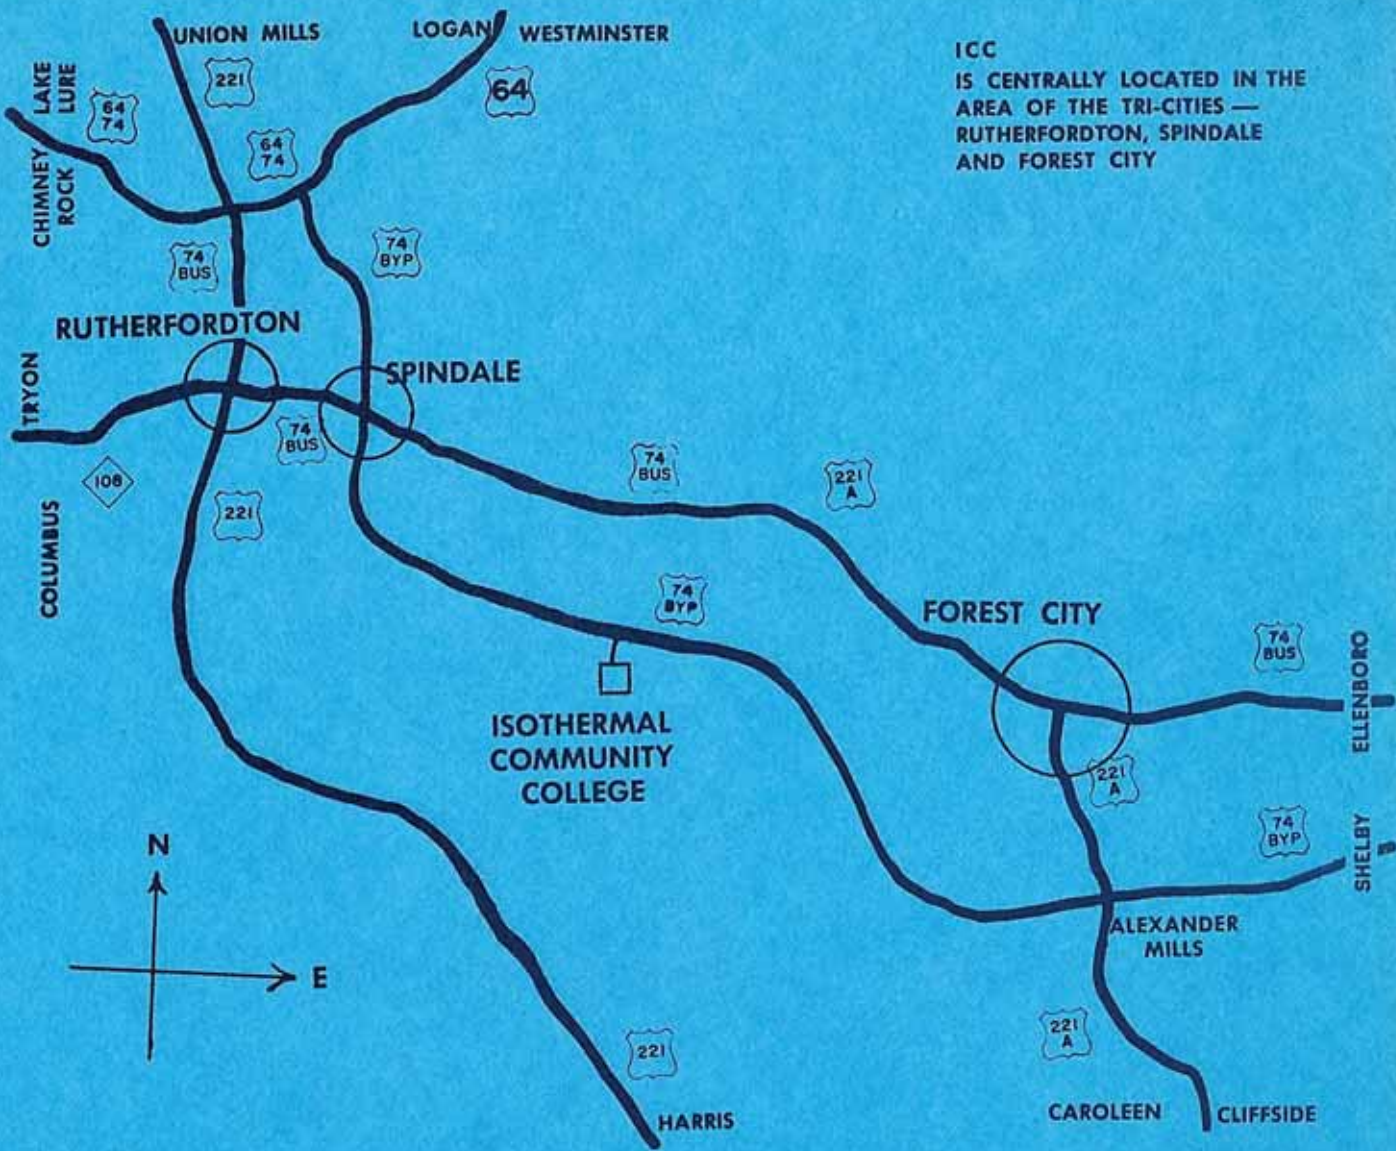 UNION MILLS
LOGAN
WESTMINSTER
ICC
IS CENTRALLY LOCATED IN THE
AREA OF THE TRI-CITIES —
RUTHERFORDTON, SPINDALE
AND FOREST CITY
LAKE
LURE
64
74
221
64
64
74
CHIMNEY
ROCK
74
BUS
74
BYP
RUTHERFORDTON
SPINDALE
TRYON
74
BUS
74
BUS
221
A
108
221
COLUMBUS
74
BYP
FOREST CITY
74
BUS
ELLENBORO
ISOTHERMAL
COMMUNITY
COLLEGE
221
A
74
BYP
SHELBY
N
E
ALEXANDER
MILLS
221
A
221
HARRIS
CAROLEEN
CLIFFSIDE